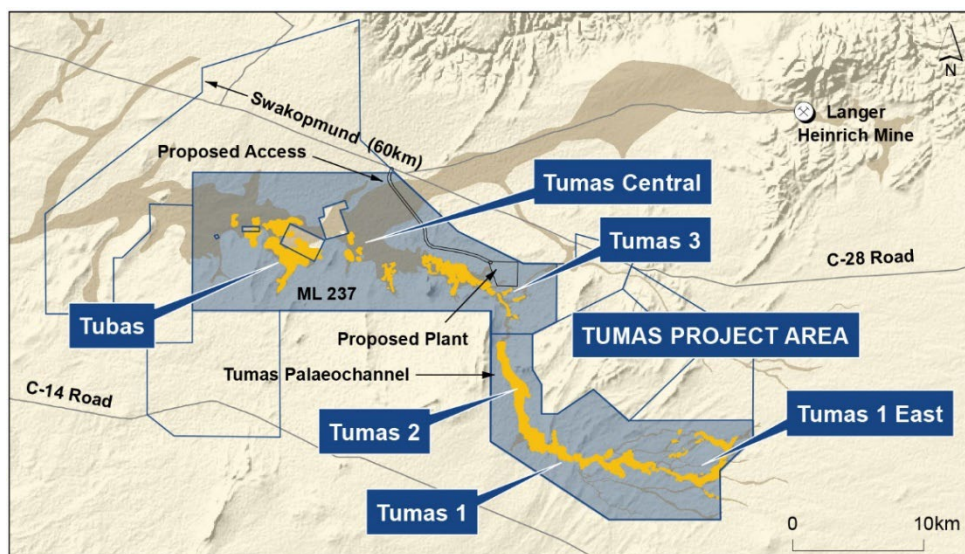 N
Langer
Heinrich Mine
Swakopmund (60km)
Proposed Access
Tumas Central
Tumas 3
C-28 Road
ML 237
Tubas
Proposed Plant
TUMAS PROJECT AREA
Tumas Palaeochannel
C-14 Road
Tumas 2
Tumas 1 East
Tumas 1
0 10km